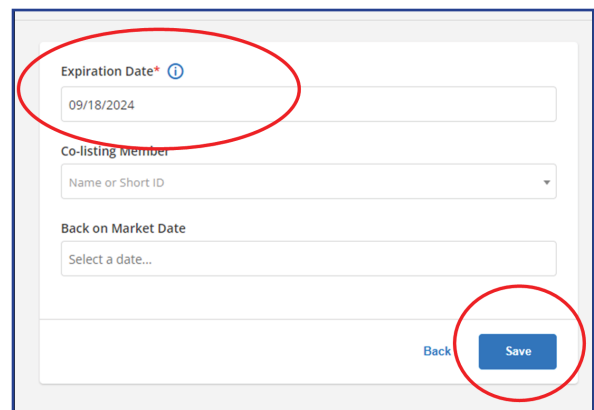 Expiration Date*
09/18/2024
Co-listing Member
Name or Short ID
Back on Market Date
Select a date...
Back Save